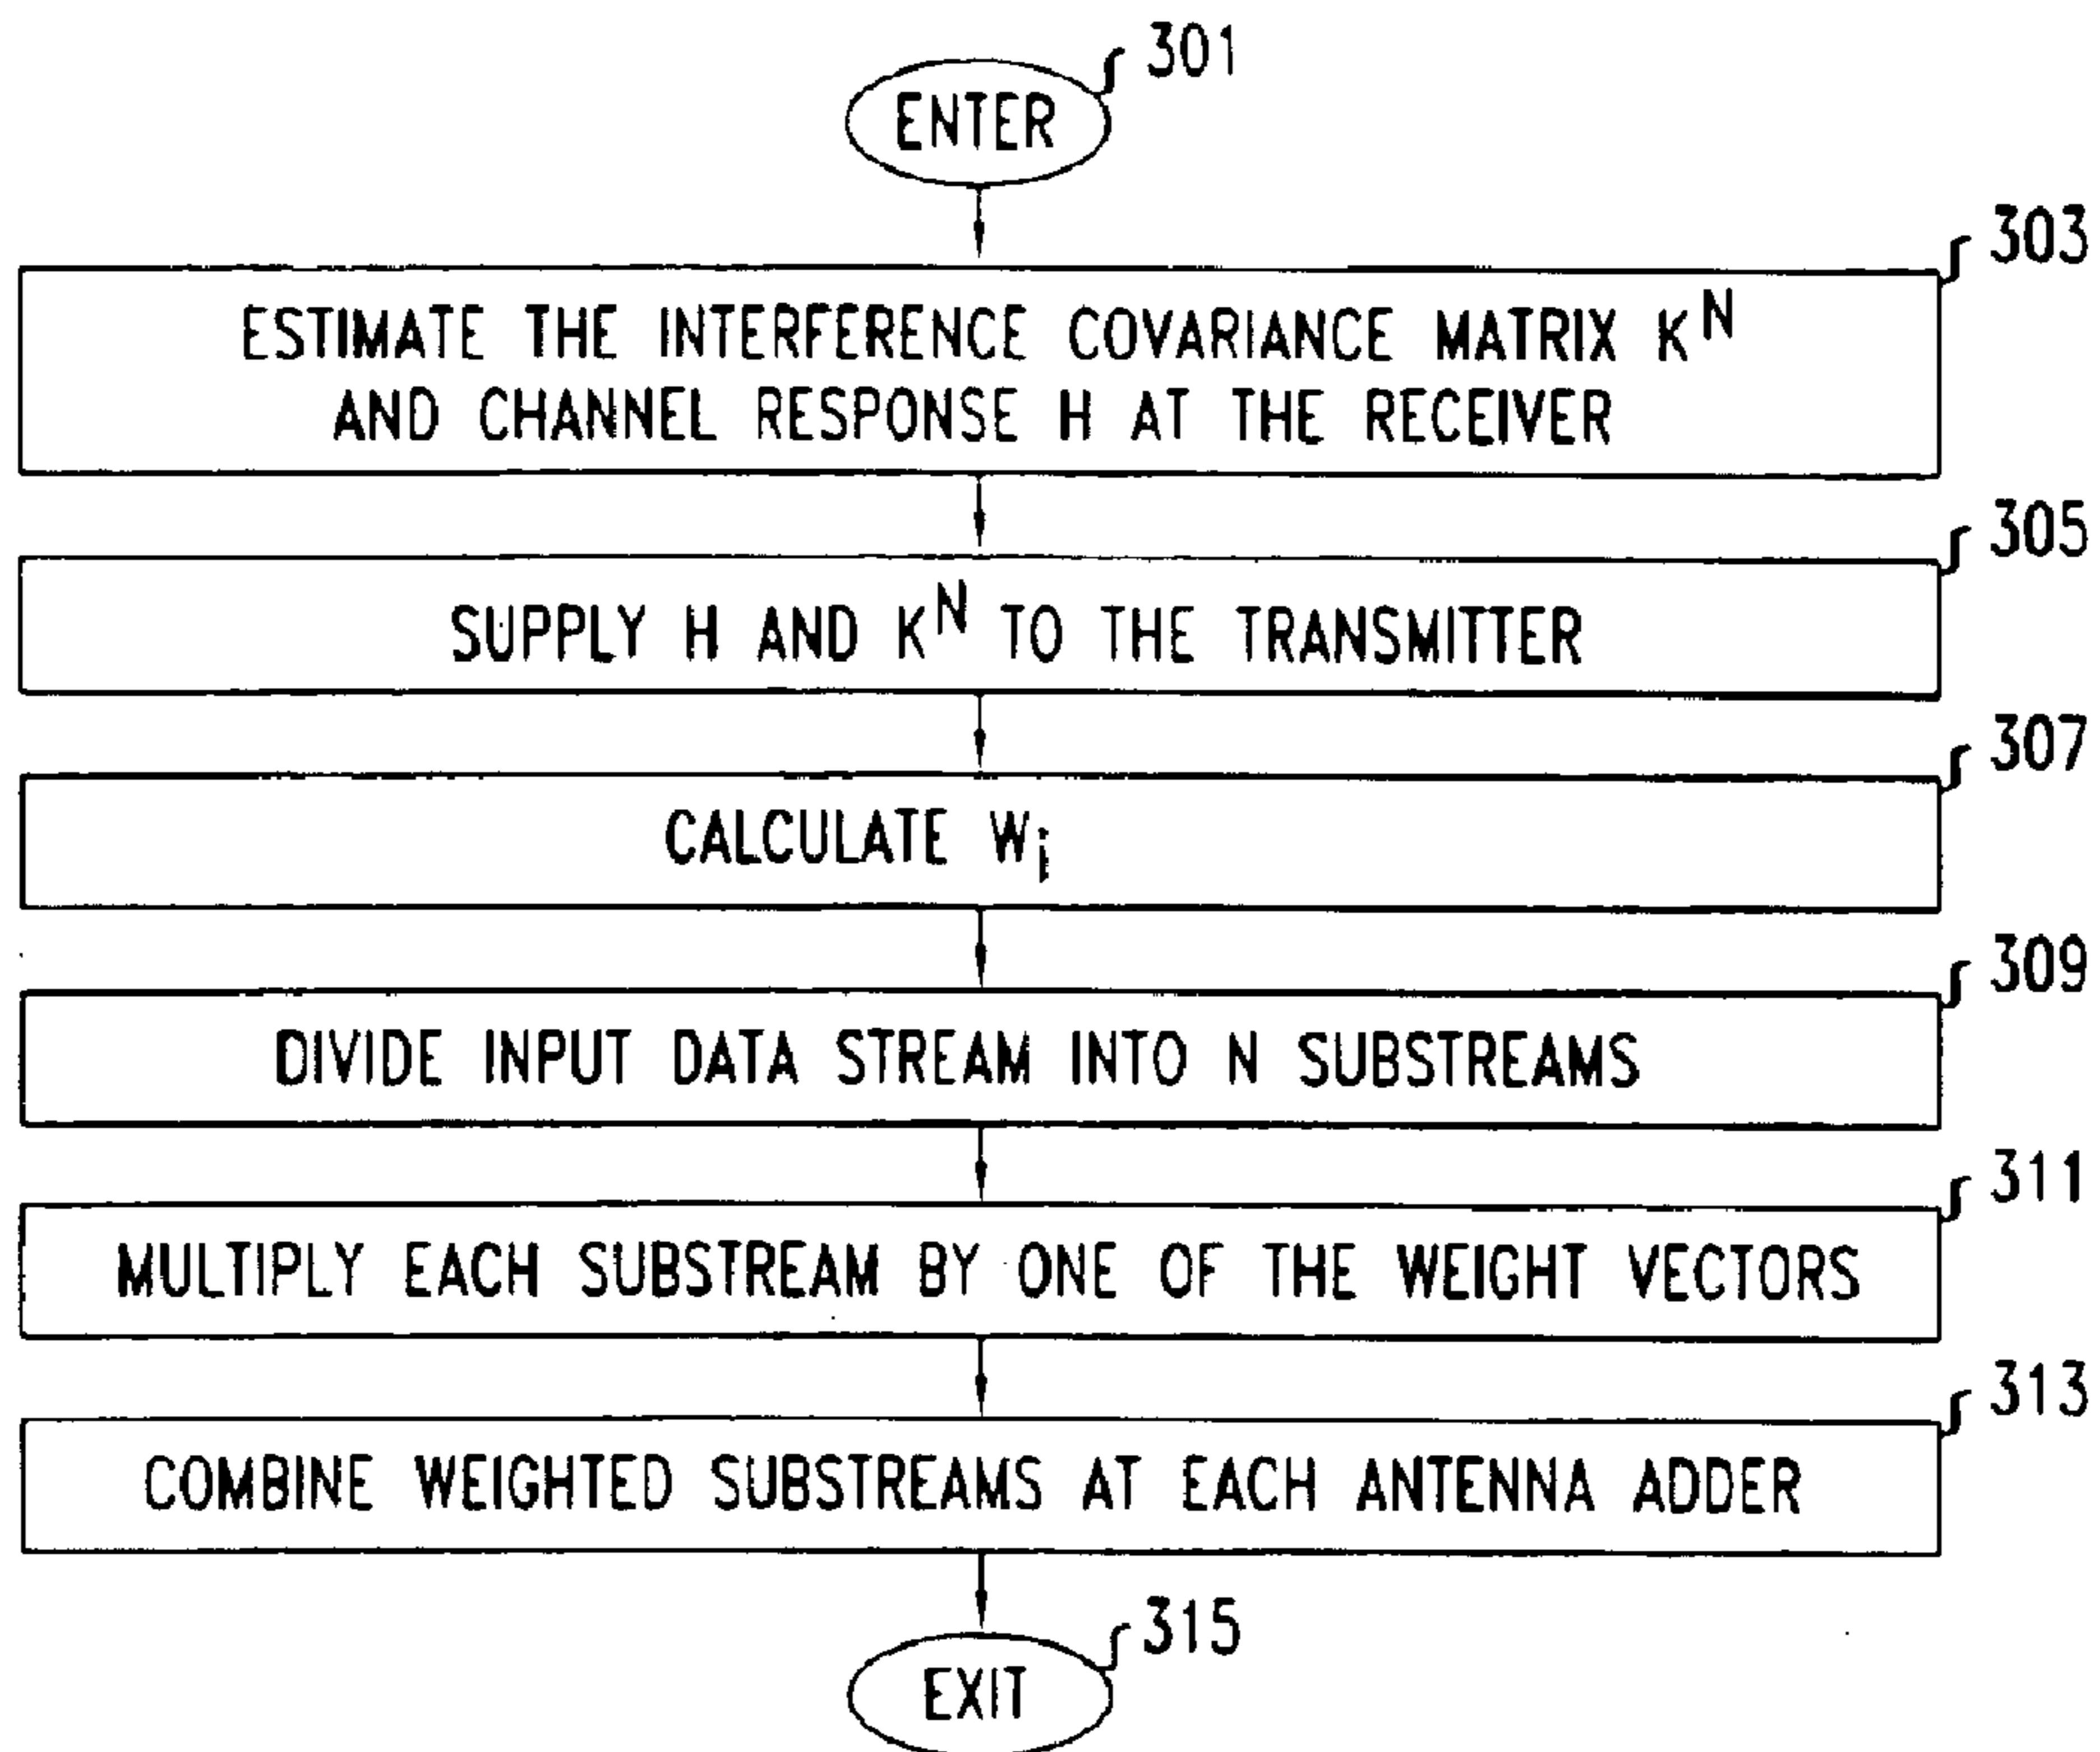 301
ENTER
303
ESTIMATE THE INTERFERENCE COVARIANCE MATRIX K^N
AND CHANNEL RESPONSE H AT THE RECEIVER
305
SUPPLY H AND K^N TO THE TRANSMITTER
307
CALCULATE W_i
309
DIVIDE INPUT DATA STREAM INTO N SUBSTREAMS
311
MULTIPLY EACH SUBSTREAM BY ONE OF THE WEIGHT VECTORS
313
COMBINE WEIGHTED SUBSTREAMS AT EACH ANTENNA ADDER
315
EXIT